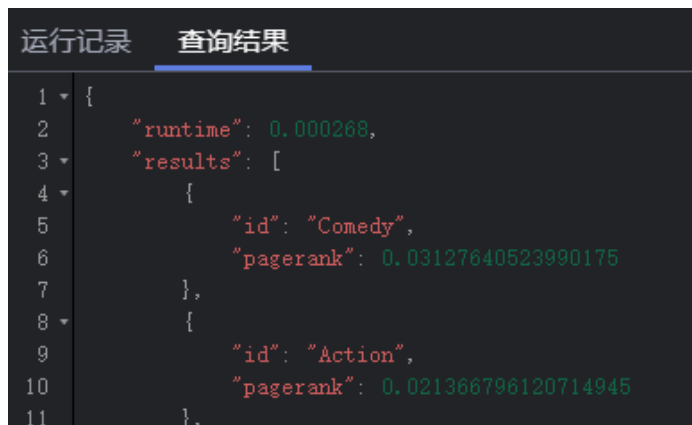 运行记录 查询结果
1 {
2 "runtime": 0.000268,
3 "results": [
4 {
5 "id": "Comedy",
6 "pagerank": 0.03127640523990175
7 },
8 {
9 "id": "Action",
10 "pagerank": 0.021366796120714945
11 },